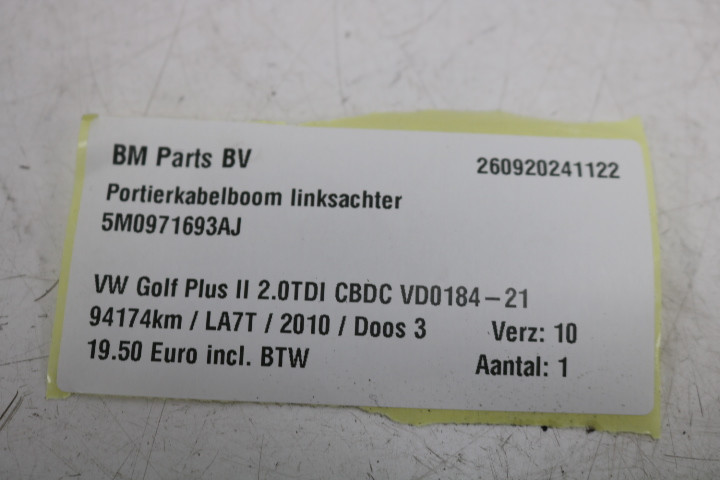 BM Parts BV 260920241122
Portierkabelboom linksachter
5M0971693AJ
VW Golf Plus II 2.0TDI CBDC VD0184-21
94174km / LA7T / 2010 / Doos 3 Verz: 10
19.50 Euro incl. BTW Aantal: 1